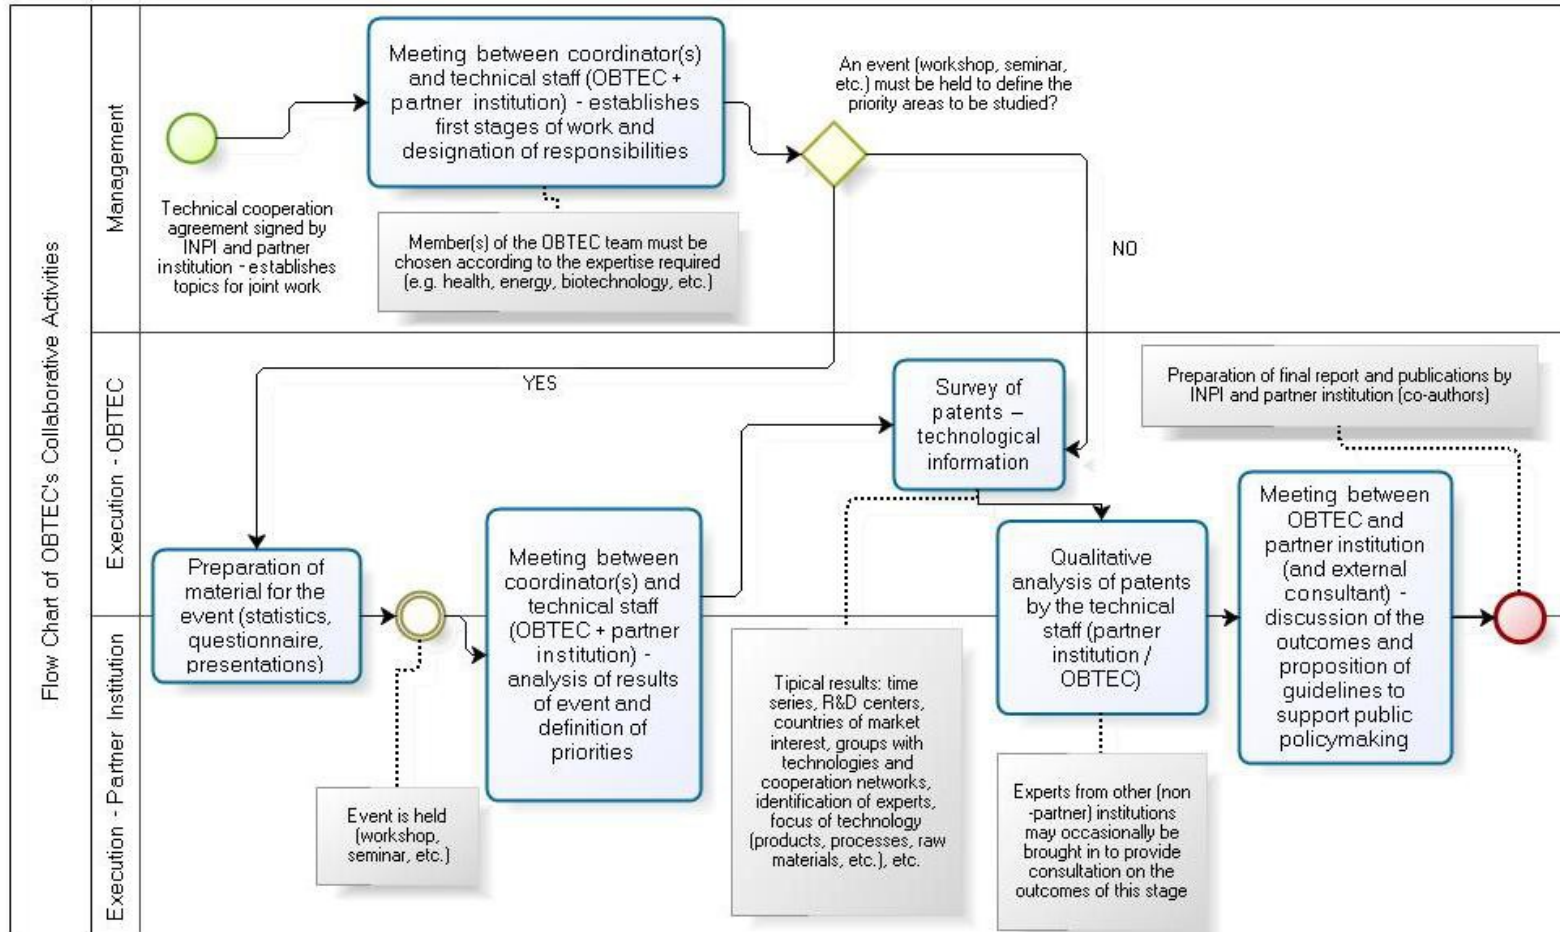 Flow Chart of OBTEC's Collaborative Activities
Management
Technical cooperation
agreement signed by
INPI and partner
institution - establishes
topics for joint work
Meeting between coordinator(s)
and technical staff (OBTEC +
partner institution) - establishes
first stages of work and
designation of responsibilities
Member(s) of the OBTEC team must be
chosen according to the expertise required
(e.g. health, energy, biotechnology, etc.)
An event (workshop, seminar,
etc.) must be held to define the
priority areas to be studied?
NO
YES
Execution - OBTEC
Execution - Partner Institution
Preparation of
material for the
event (statistics,
questionnaire,
presentations)
Event is held
(workshop,
seminar, etc.)
Meeting between
coordinator(s) and
technical staff
(OBTEC + partner
institution) -
analysis of results
of event and
definition of
priorities
Survey of
patents –
technological
information
Tipical results: time
series, R&D centers,
countries of market
interest, groups with
technologies and
cooperation networks,
identification of experts,
focus of technology
(products, processes, raw
materials, etc.), etc.
Qualitative
analysis of patents
by the technical
staff (partner
institution /
OBTEC)
Experts from other (non
-partner) institutions
may occasionally be
brought in to provide
consultation on the
outcomes of this stage
Meeting between
OBTEC and
partner institution
(and external
consultant) -
discussion of the
outcomes and
proposition of
guidelines to
support public
policymaking
Preparation of final report and publications by
INPI and partner institution (co-authors)